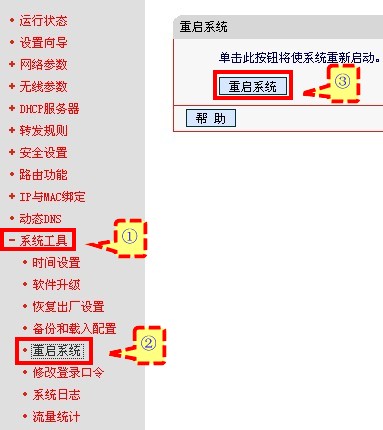 运行状态
设置向导
网络参数
无线参数
DHCP服务器
转发规则
安全设置
路由功能
IP与MAC绑定
动态DNS
系统工具
①
时间设置
软件升级
恢复出厂设置
备份和载入配置
重启系统
②
修改登录口令
系统日志
流量统计
重启系统
单击此按钮将使系统重新启动。
重启系统
③
帮 助